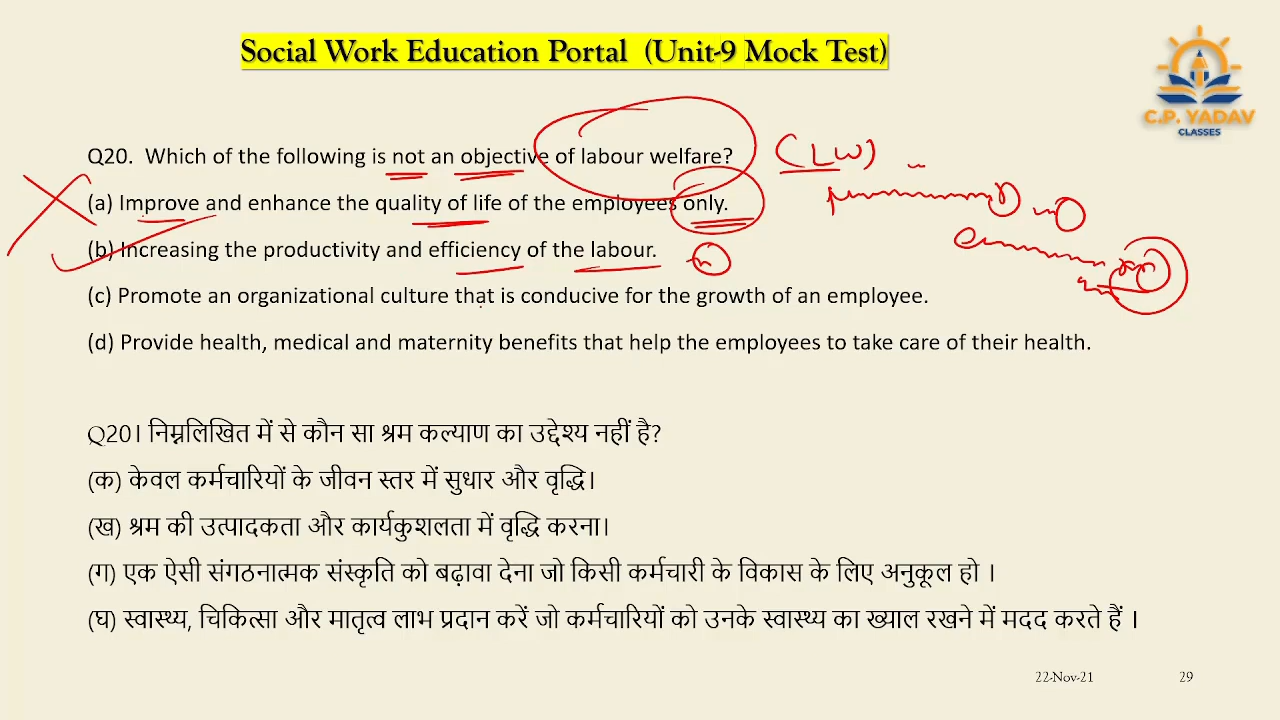 Social Work Education Portal (Unit-9 Mock Test)
C.P. YADAV
CLASSES
Q20. Which of the following is not an objective of labour welfare?
(LW)
(a) Improve and enhance the quality of life of the employees only.
(b) Increasing the productivity and efficiency of the labour.
(c) Promote an organizational culture that is conducive for the growth of an employee.
(d) Provide health, medical and maternity benefits that help the employees to take care of their health.
Q20। निम्नलिखित में से कौन सा श्रम कल्याण का उद्देश्य नहीं है?
(क) केवल कर्मचारियों के जीवन स्तर में सुधार और वृद्धि।
(ख) श्रम की उत्पादकता और कार्यकुशलता में वृद्धि करना।
(ग) एक ऐसी संगठनात्मक संस्कृति को बढ़ावा देना जो किसी कर्मचारी के विकास के लिए अनुकूल हो ।
(घ) स्वास्थ्य, चिकित्सा और मातृत्व लाभ प्रदान करें जो कर्मचारियों को उनके स्वास्थ्य का ख्याल रखने में मदद करते हैं ।
22-Nov-21
29